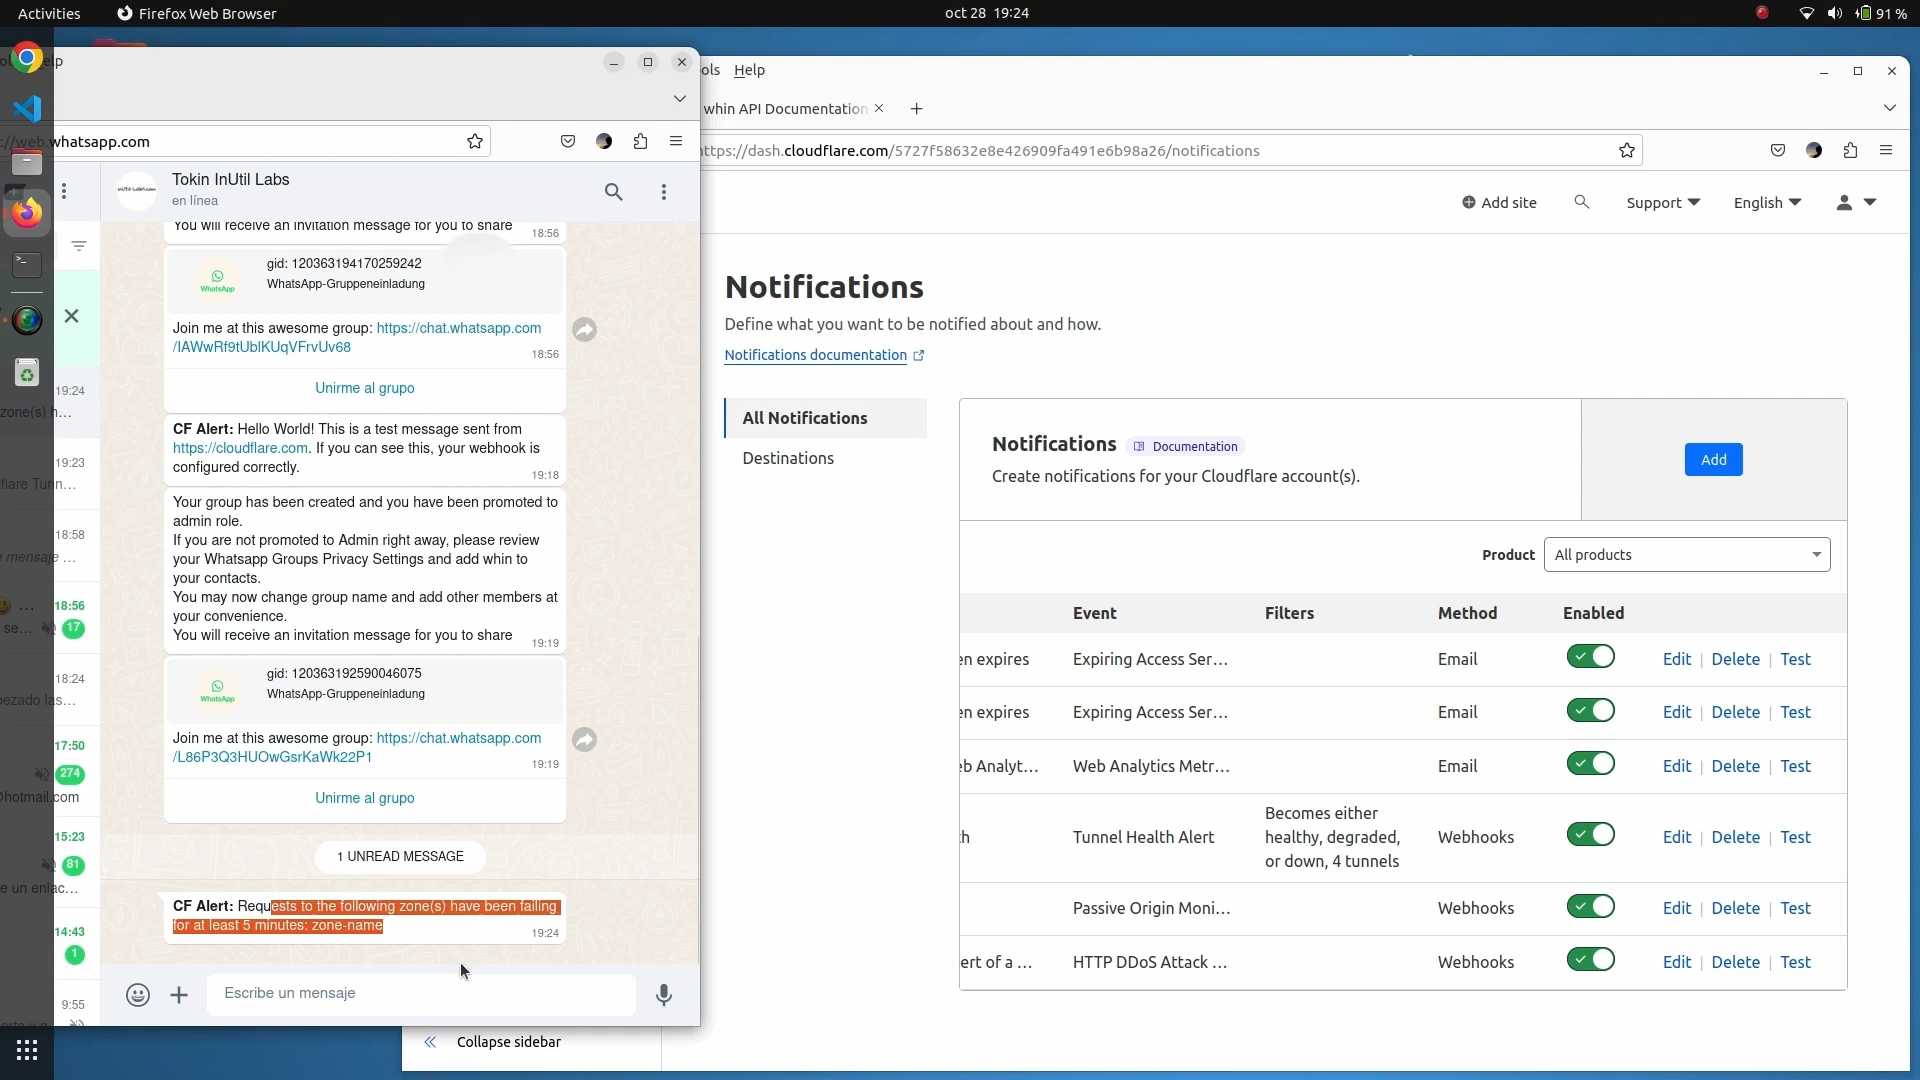 Activities
Firefox Web Browser
oct 28 19:24
91 %
elp
//web.whatsapp.com
Tokin InUtil Labs
en línea
You will receive an invitation message for you to share
18:56
gid: 120363194170259242
WhatsApp
WhatsApp-Gruppeneinladung
Join me at this awesome group: https://chat.whatsapp.com
/IAWwRf9tUblKUqVFrvUv68
18:56
Unirme al grupo
CF Alert: Hello World! This is a test message sent from
https://cloudflare.com. If you can see this, your webhook is
configured correctly.
19:18
Your group has been created and you have been promoted to
admin role.
If you are not promoted to Admin right away, please review
your Whatsapp Groups Privacy Settings and add whin to
your contacts.
You may now change group name and add other members at
your convenience.
You will receive an invitation message for you to share
19:19
gid: 120363192590046075
WhatsApp
WhatsApp-Gruppeneinladung
Join me at this awesome group: https://chat.whatsapp.com
/L86P3Q3HUOwGsrKaWk22P1
19:19
Unirme al grupo
1 UNREAD MESSAGE
CF Alert: Requests to the following zone(s) have been failing
for at least 5 minutes: zone-name
19:24
Escribe un mensaje
19:24
zone(s) h...
19:23
flare Tunn...
18:58
e mensaje ...
18:56
se...
17
18:24
pezado las...
17:50
274
@hotmail.com
15:23
81
e un enlac...
14:43
1
9:55
ols Help
whin API Documentation
https://dash.cloudflare.com/5727f58632e8e426909fa491e6b98a26/notifications
Add site
Support
English
Notifications
Define what you want to be notified about and how.
Notifications documentation
All Notifications
Destinations
Notifications
Documentation
Create notifications for your Cloudflare account(s).
Add
Product
All products
Event Filters Method Enabled
en expires Expiring Access Ser... Email Edit | Delete | Test
en expires Expiring Access Ser... Email Edit | Delete | Test
eb Analyt... Web Analytics Metr... Email Edit | Delete | Test
h Tunnel Health Alert Becomes either
healthy, degraded,
or down, 4 tunnels
Webhooks Edit | Delete | Test
Passive Origin Moni... Webhooks Edit | Delete | Test
ert of a ... HTTP DDoS Attack ... Webhooks Edit | Delete | Test
Collapse sidebar